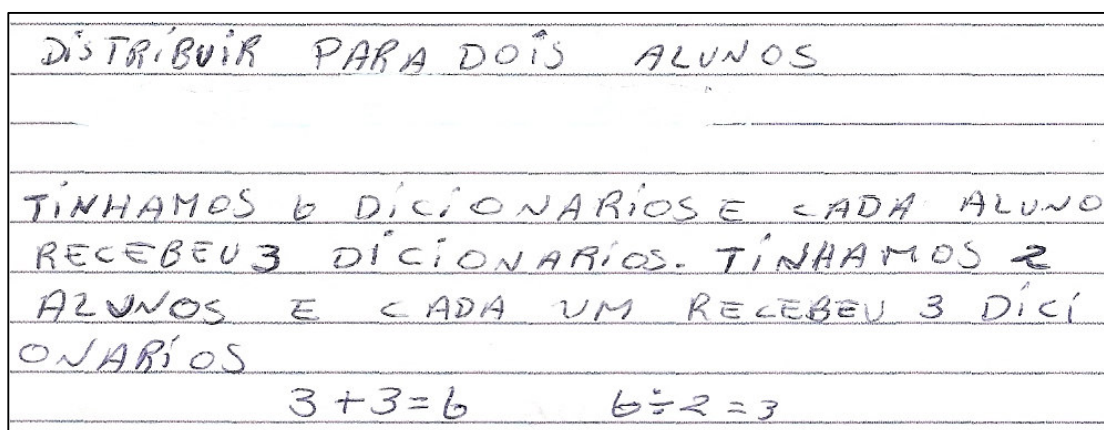 DISTRIBUIR PARA DOIS ALUNOS
TINHAMOS 6 DICIONARIOS E CADA ALUNO
RECEBEU 3 DICIONARIOS. TINHAMOS 2
ALUNOS E CADA UM RECEBEU 3 DICI
ONARIOS
3+3=6 6÷2=3